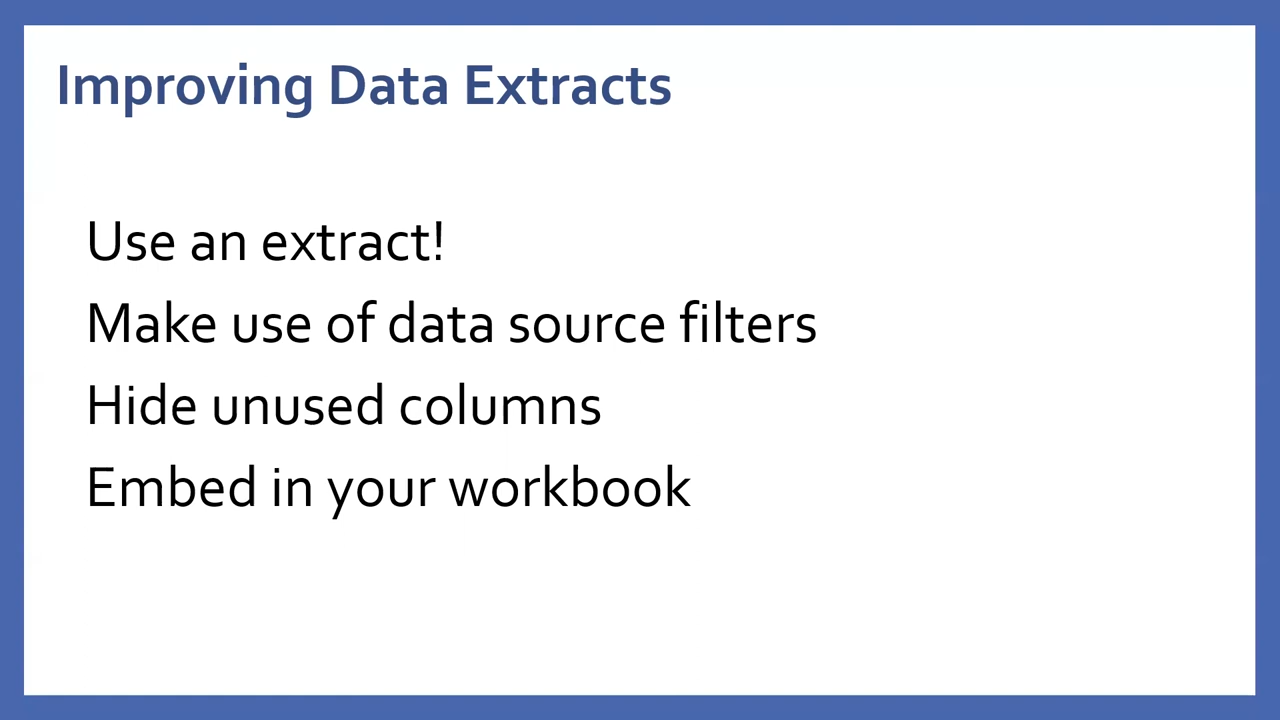 Improving Data Extracts
Use an extract!
Make use of data source filters
Hide unused columns
Embed in your workbook